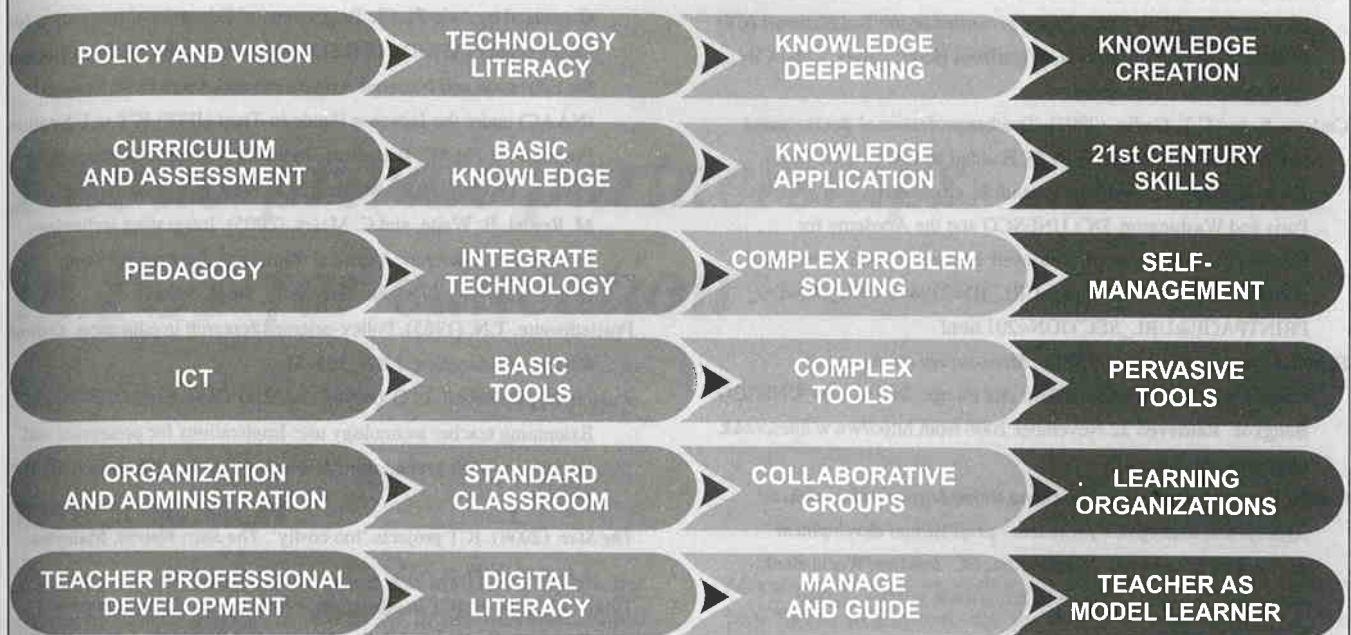 POLICY AND VISION
TECHNOLOGY
LITERACY
KNOWLEDGE
DEEPENING
KNOWLEDGE
CREATION
CURRICULUM
AND ASSESSMENT
BASIC
KNOWLEDGE
KNOWLEDGE
APPLICATION
21st CENTURY
SKILLS
PEDAGOGY
INTEGRATE
TECHNOLOGY
COMPLEX PROBLEM
SOLVING
SELF-
MANAGEMENT
ICT
BASIC
TOOLS
COMPLEX
TOOLS
PERVASIVE
TOOLS
ORGANIZATION
AND ADMINISTRATION
STANDARD
CLASSROOM
COLLABORATIVE
GROUPS
LEARNING
ORGANIZATIONS
TEACHER PROFESSIONAL
DEVELOPMENT
DIGITAL
LITERACY
MANAGE
AND GUIDE
TEACHER AS
MODEL LEARNER